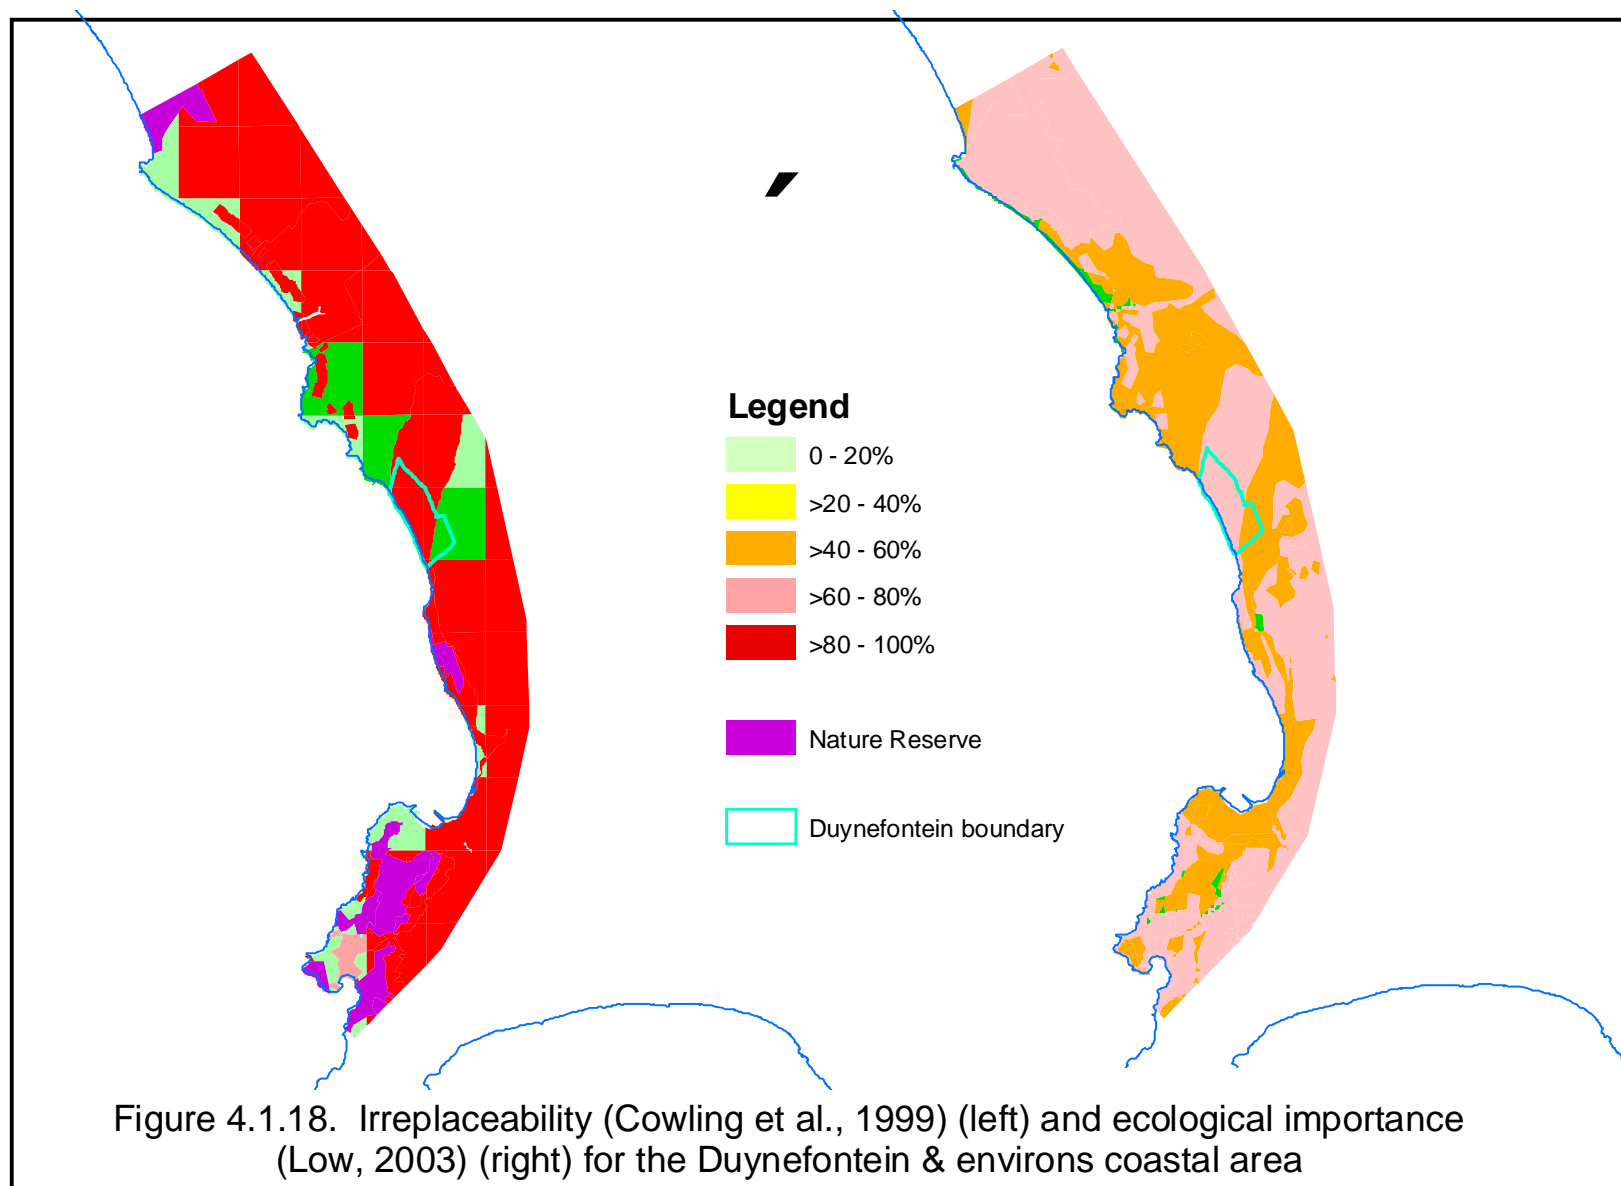 Legend
0 - 20%
>20 - 40%
>40 - 60%
>60 - 80%
>80 - 100%
Nature Reserve
Duynefontein boundary
Figure 4.1.18. Irreplaceability (Cowling et al., 1999) (left) and ecological importance
(Low, 2003) (right) for the Duynefontein & environs coastal area